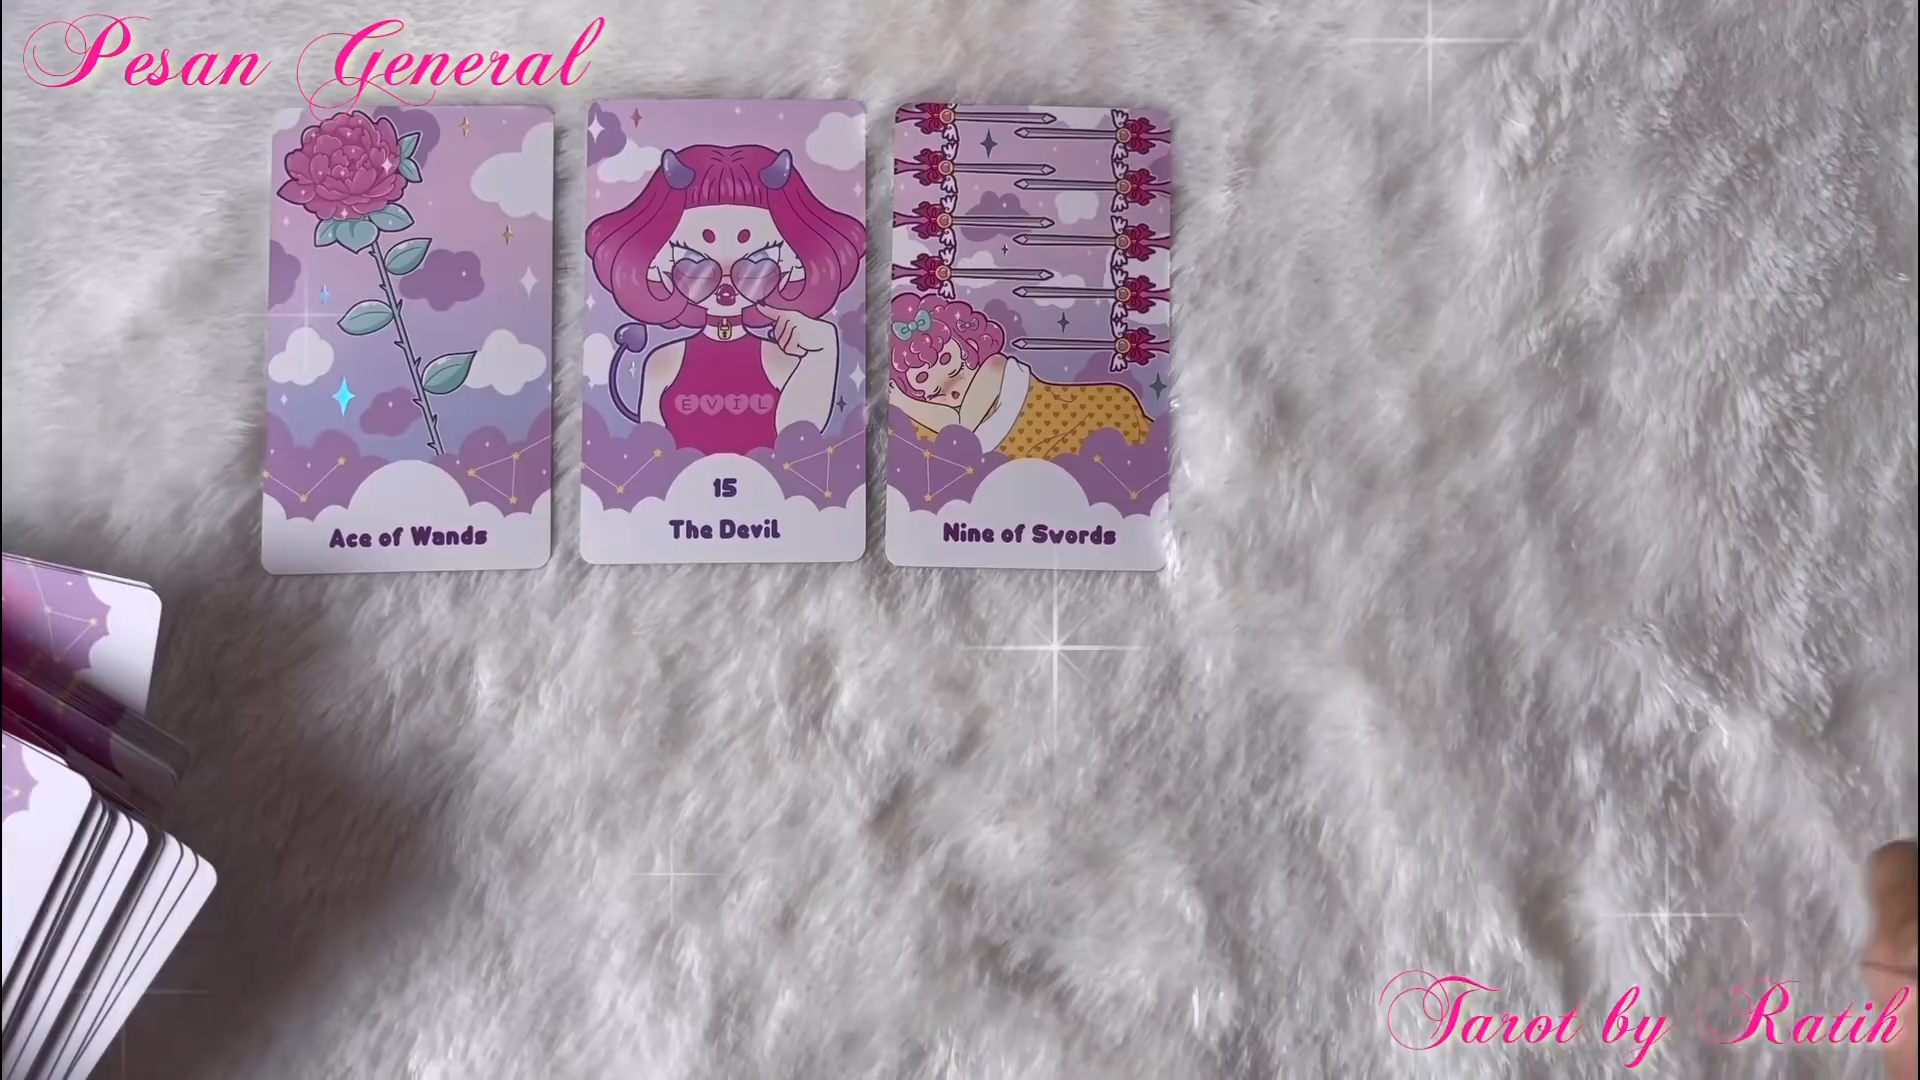 Pesan General
EVIL
15
Ace of Wands
The Devil
Nine of Swords
Tarot by Ratih